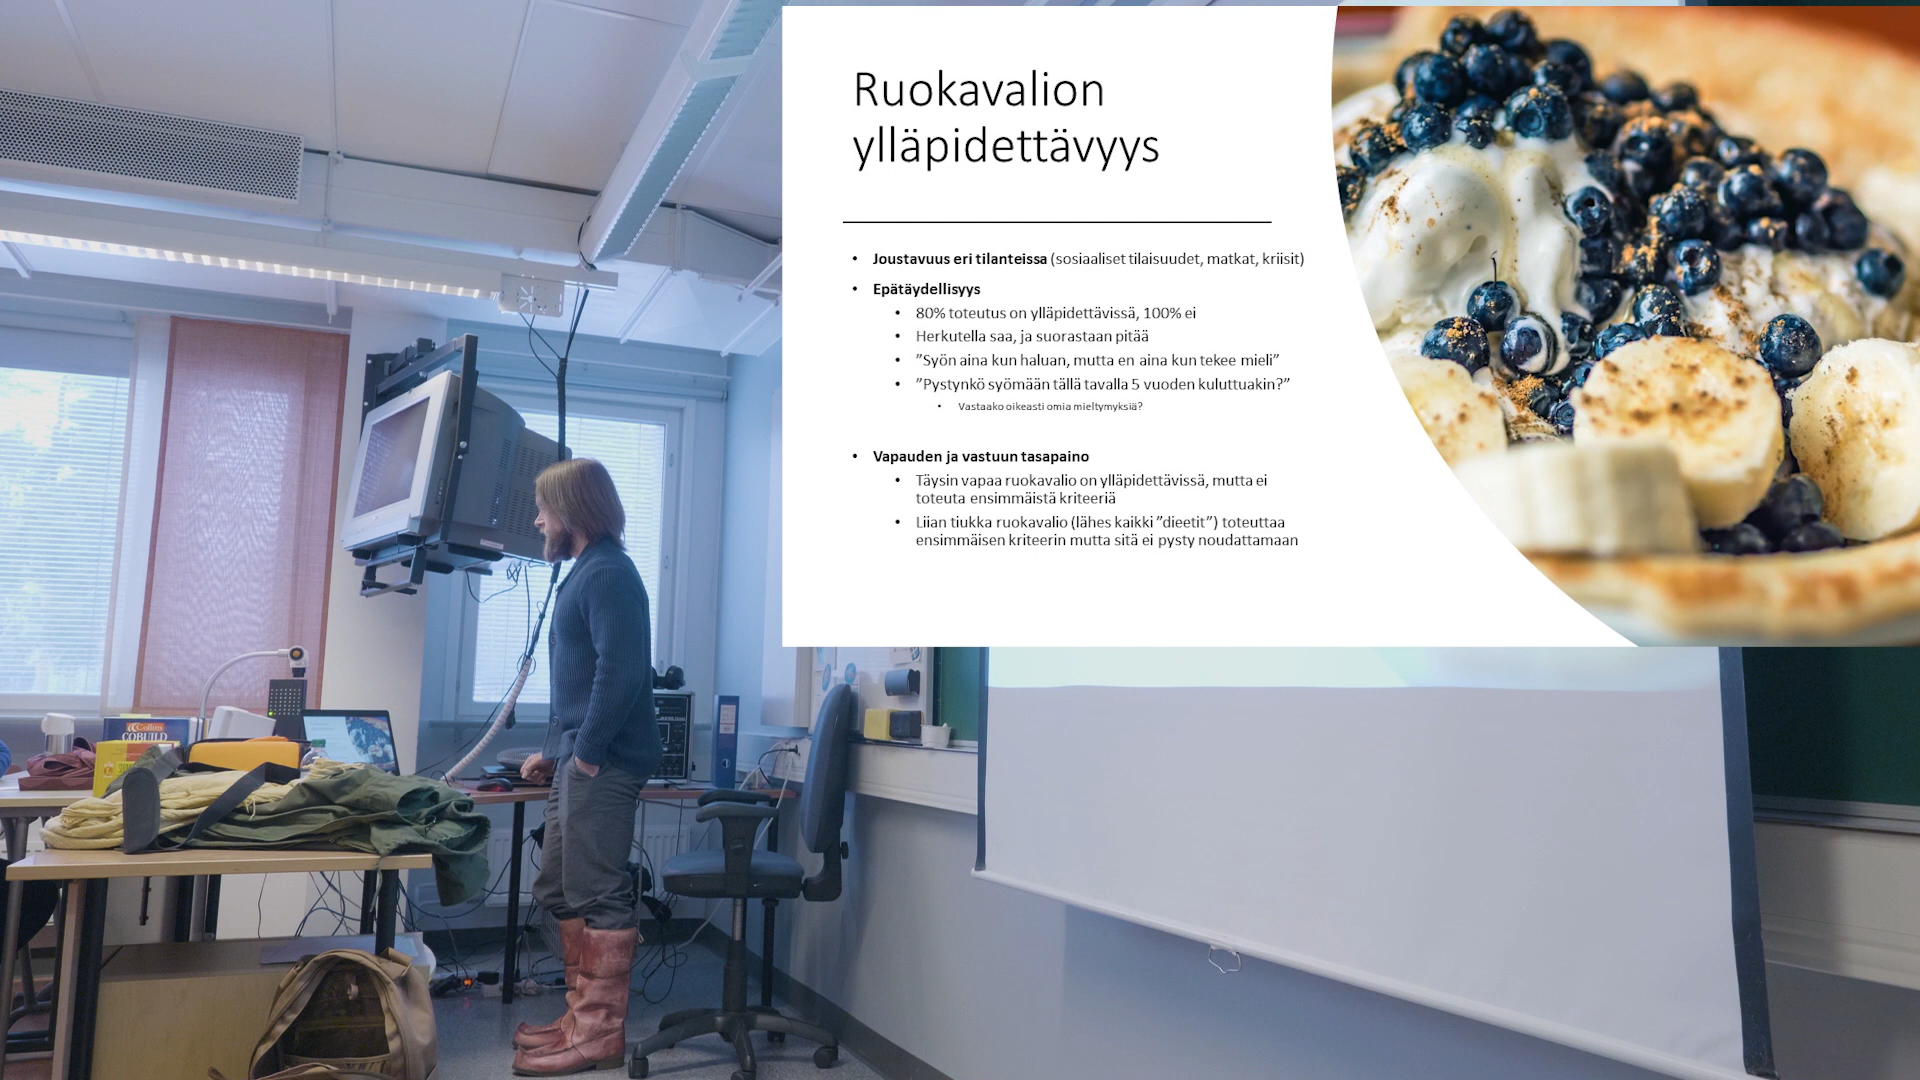 Ruokavalion
ylläpidettävyys
• Joustavuus eri tilanteissa (sosiaaliset tilaisuudet, matkat, kriisit)
• Epätäydellisyys
• 80% toteutus on ylläpidettävissä, 100% ei
• Herkutella saa, ja suorastaan pitää
• ”Syön aina kun haluan, mutta en aina kun tekee mieli”
• ”Pystynkö syömään tällä tavalla 5 vuoden kuluttuakin?”
• Vastaako oikeasti omia mieltymyksiä?
• Vapauden ja vastuun tasapaino
• Täysin vapaa ruokavalio on ylläpidettävissä, mutta ei
toteuta ensimmäistä kriteeriä
• Liian tiukka ruokavalio (lähes kaikki ”dieetit”) toteuttaa
ensimmäisen kriteerin mutta sitä ei pysty noudattamaan
Collins
COBUILD